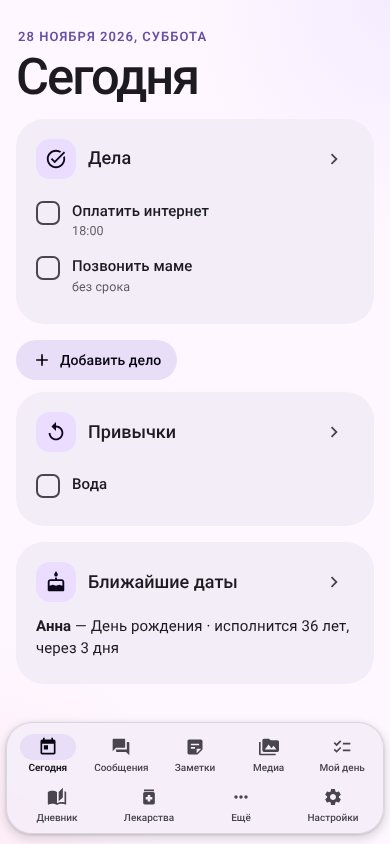 28 НОЯБРЯ 2026, СУББОТА
Сегодня
Дела
Оплатить интернет
18:00
Позвонить маме
без срока
Добавить дело
Привычки
Вода
Ближайшие даты
Анна — День рождения · исполнится 36 лет,
через 3 дня
Сегодня Сообщения Заметки Медиа Мой день
Дневник Лекарства Ещё Настройки